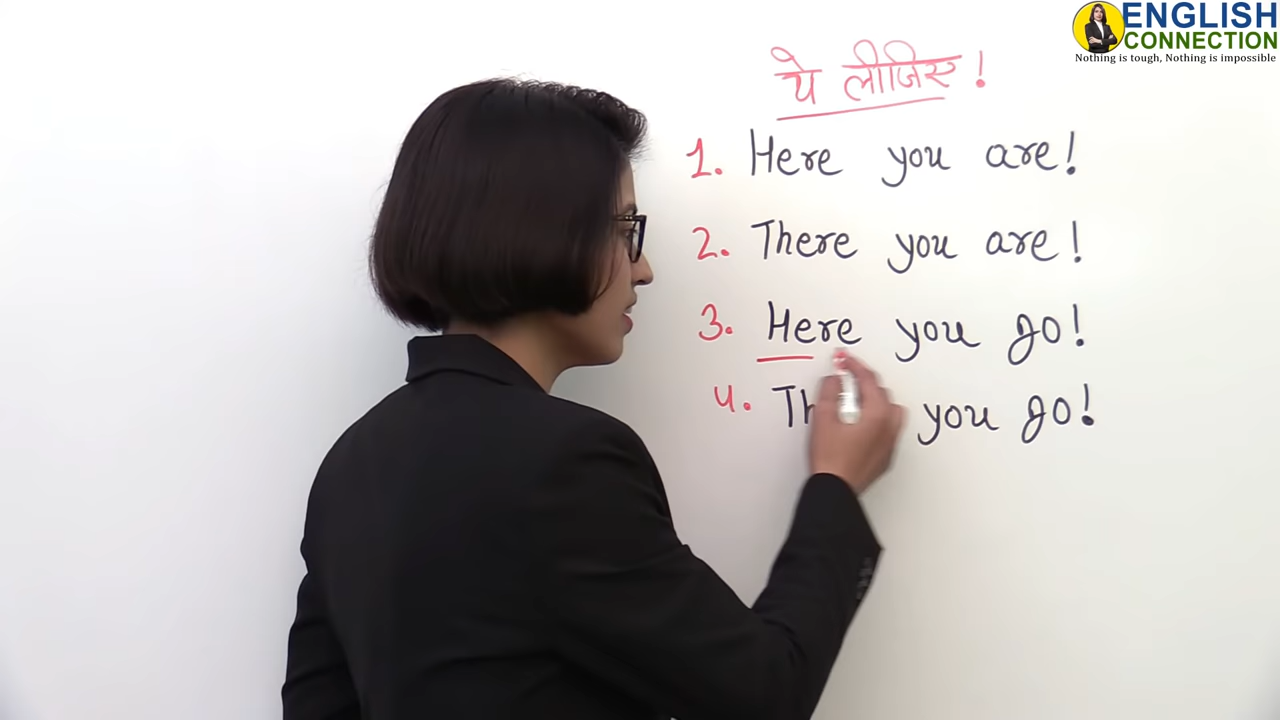 ENGLISH
CONNECTION
Nothing is tough, Nothing is impossible
ये लीजिए !
1. Here you are!
2. There you are!
3. Here you go!
4. you go!